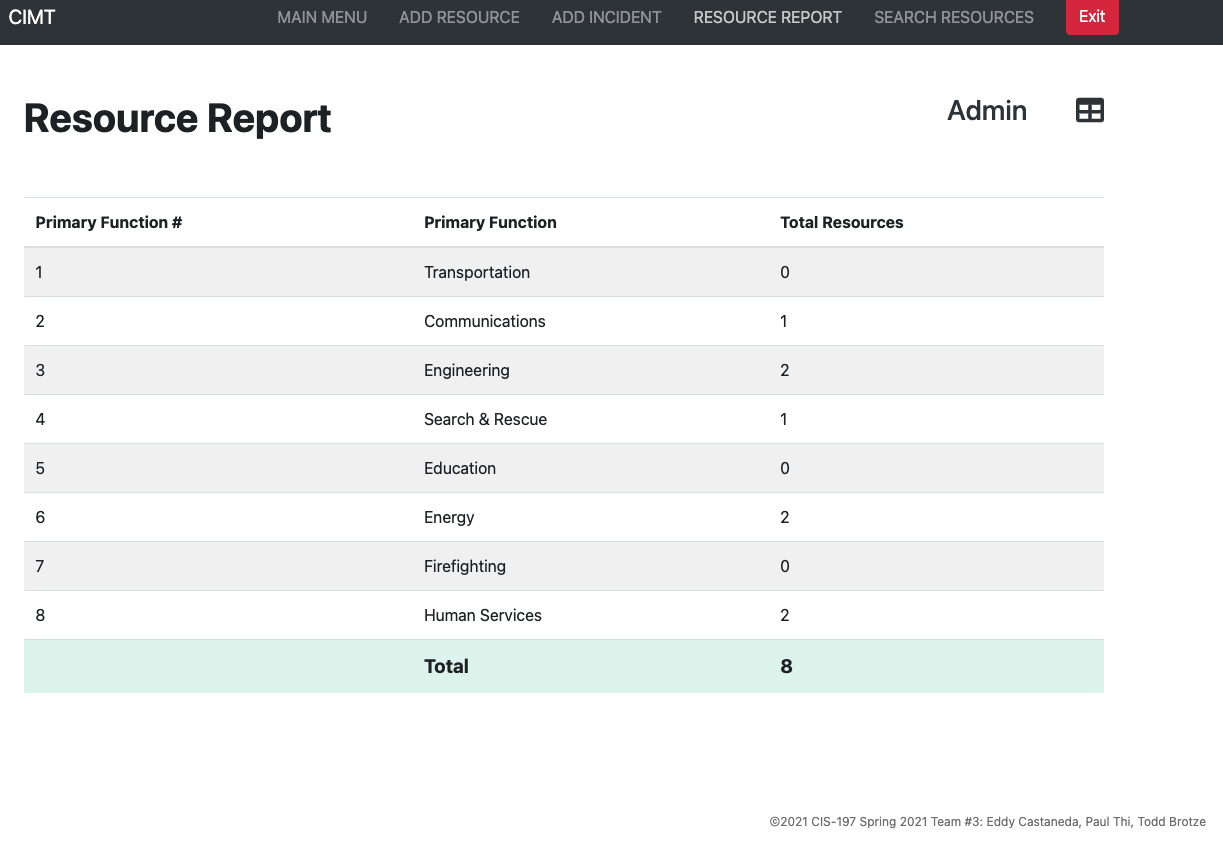 CIMT MAIN MENU ADD RESOURCE ADD INCIDENT RESOURCE REPORT SEARCH RESOURCES Exit
Resource Report Admin
Primary Function # Primary Function Total Resources
1 Transportation 0
2 Communications 1
3 Engineering 2
4 Search & Rescue 1
5 Education 0
6 Energy 2
7 Firefighting 0
8 Human Services 2
Total 8
©2021 CIS-197 Spring 2021 Team #3: Eddy Castaneda, Paul Thi, Todd Brotze